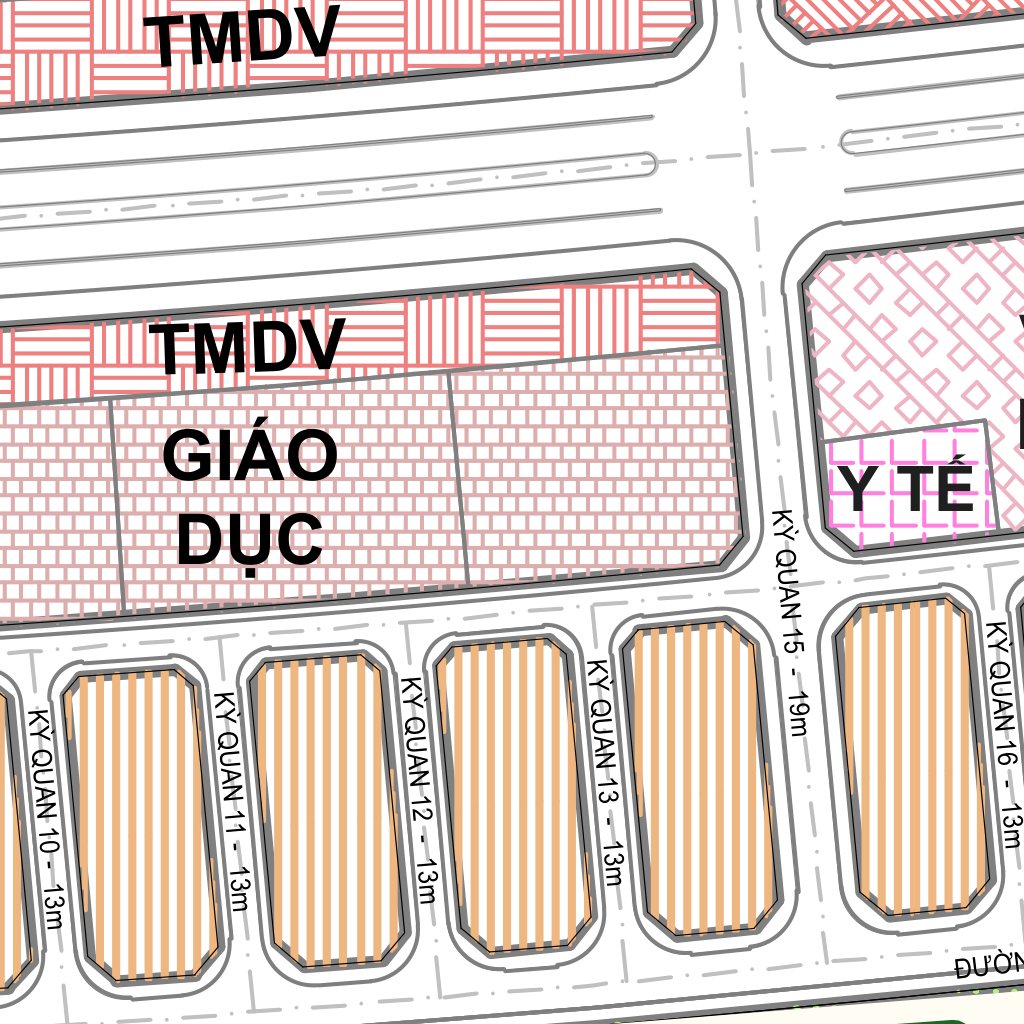 TMDV
TMDV
GIÁO
DỤC
Y TẾ
KỲ QUAN 10 - 13m
KỲ QUAN 11 - 13m
KỲ QUAN 12 - 13m
KỲ QUAN 13 - 13m
KỲ QUAN 15 - 19m
KỲ QUAN 16 - 13m